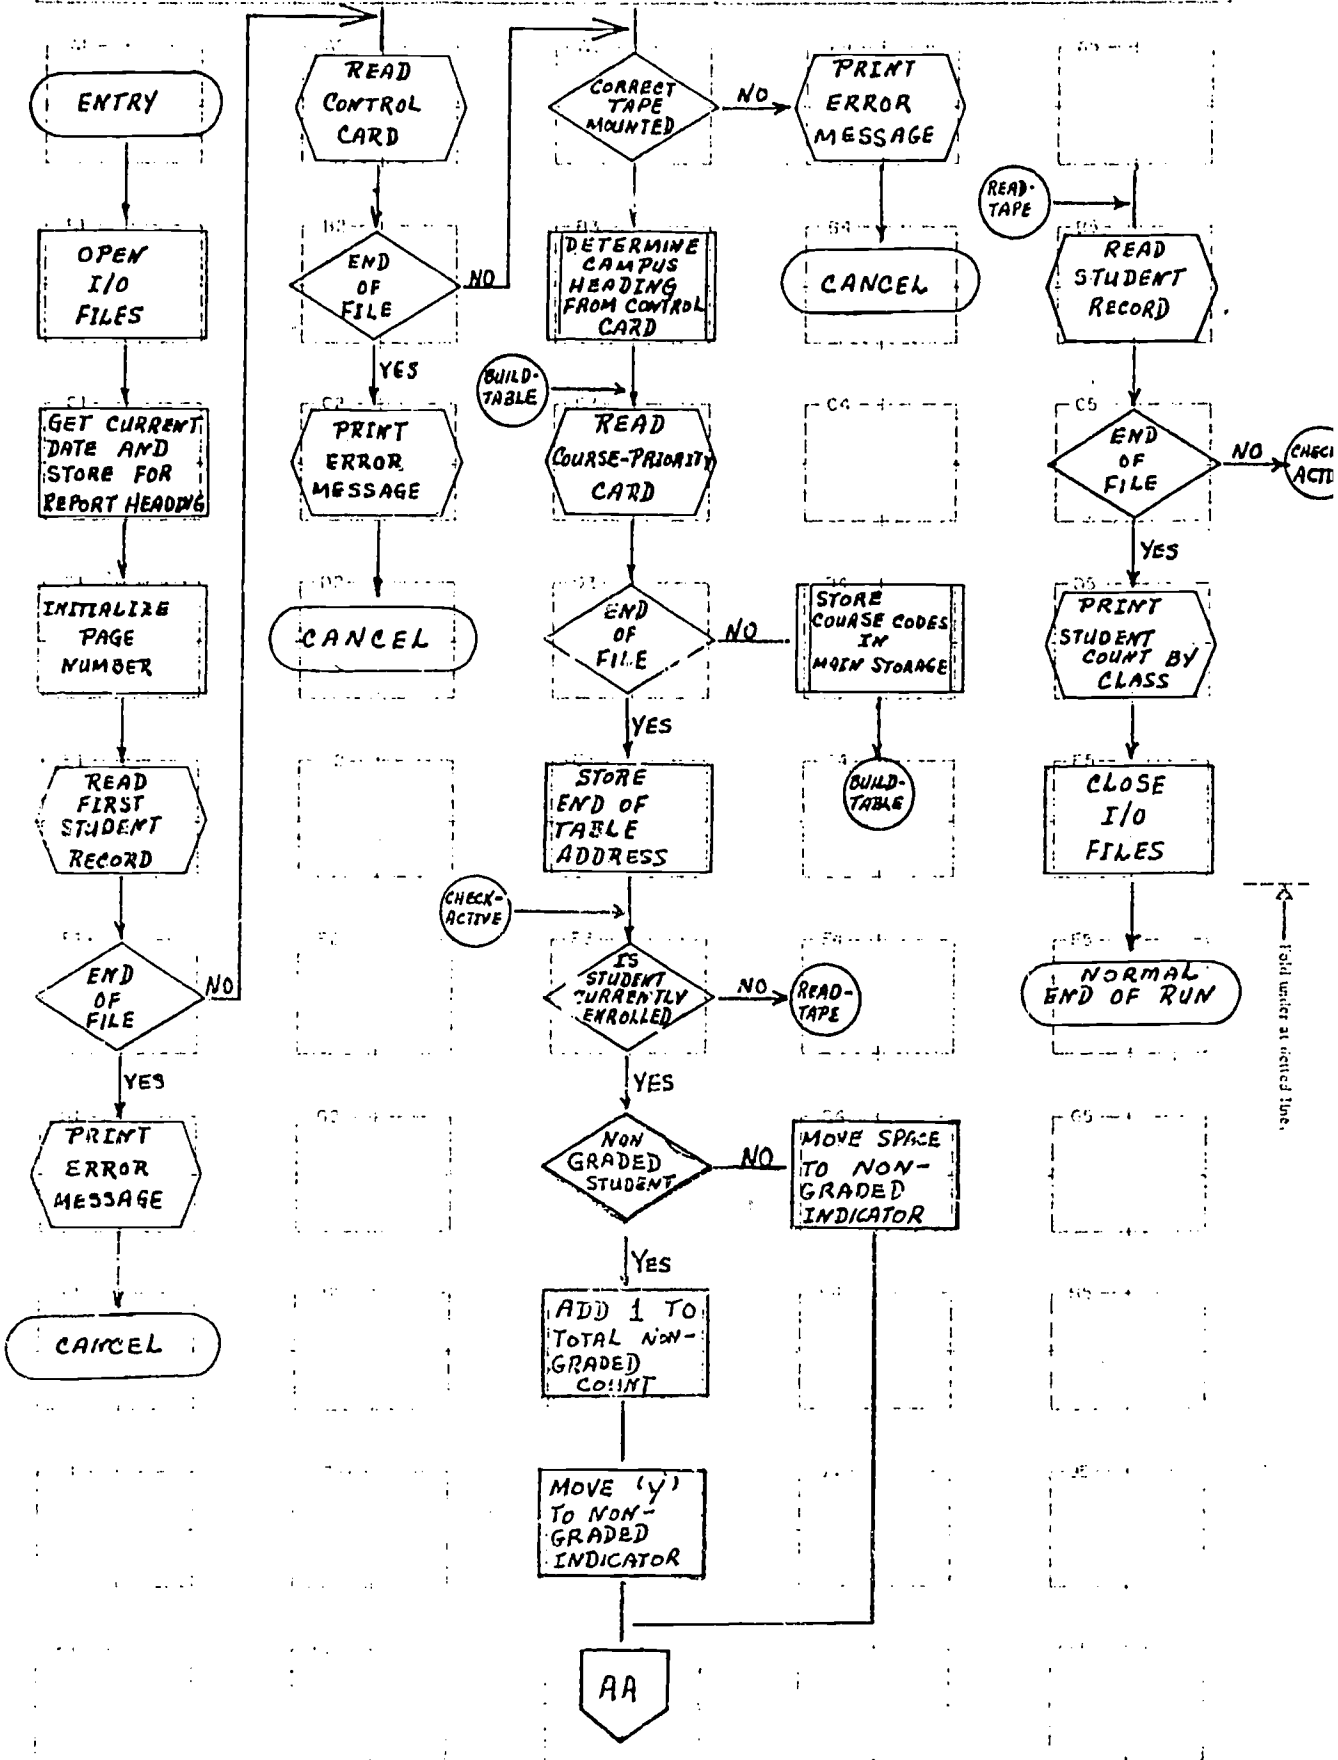 ENTRY
OPEN
I/O
FILES
GET CURRENT
DATE AND
STORE FOR
REPORT HEADING
INITIALIZE
PAGE
NUMBER
READ
FIRST
STUDENT
RECORD
END
OF
FILE
NO
YES
PRINT
ERROR
MESSAGE
CANCEL
READ
CONTROL
CARD
END
OF
FILE
NO
YES
PRINT
ERROR
MESSAGE
CANCEL
CORRECT
TAPE
MOUNTED
NO
DETERMINE
CAMPUS
HEADING
FROM CONTROL
CARD
BUILD-
TABLE
READ
COURSE-PRIORITY
CARD
END
OF
FILE
NO
YES
STORE
END OF
TABLE
ADDRESS
CHECK-
ACTIVE
IS
STUDENT
CURRENTLY
ENROLLED
NO
READ-
TAPE
YES
NON
GRADED
STUDENT
NO
YES
ADD 1 TO
TOTAL NON-
GRADED
COUNT
MOVE 'Y'
TO NON-
GRADED
INDICATOR
AA
PRINT
ERROR
MESSAGE
CANCEL
C4
STORE
COURSE CODES
IN
MAIN STORAGE
BUILD-
TABLE
MOVE SPACE
TO NON-
GRADED
INDICATOR
READ-
TAPE
READ
STUDENT
RECORD
C5
END
OF
FILE
NO
CHEC
ACTI
YES
PRINT
STUDENT
COUNT BY
CLASS
CLOSE
I/O
FILES
NORMAL
END OF RUN
G5
Fold under at dotted line.